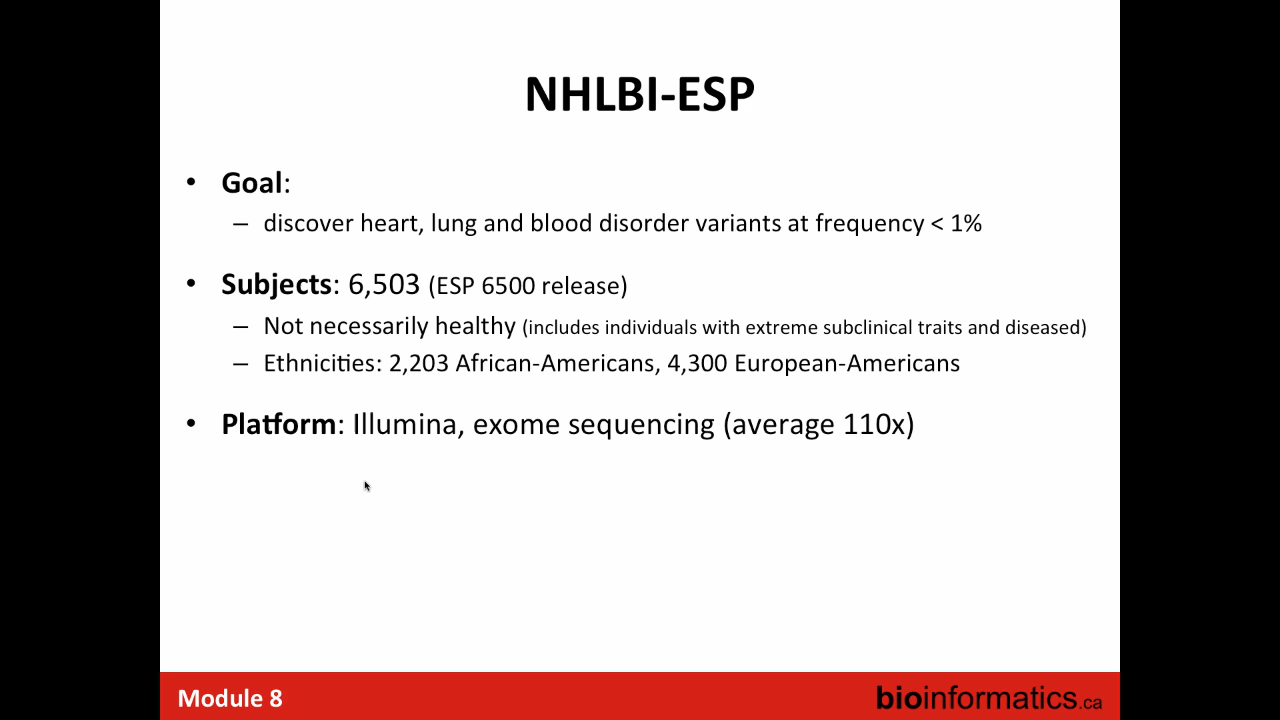 NHLBI-ESP
• Goal:
– discover heart, lung and blood disorder variants at frequency < 1%
• Subjects: 6,503 (ESP 6500 release)
– Not necessarily healthy (includes individuals with extreme subclinical traits and diseased)
– Ethnicities: 2,203 African-Americans, 4,300 European-Americans
• Platform: Illumina, exome sequencing (average 110x)
Module 8
bioinformatics.ca